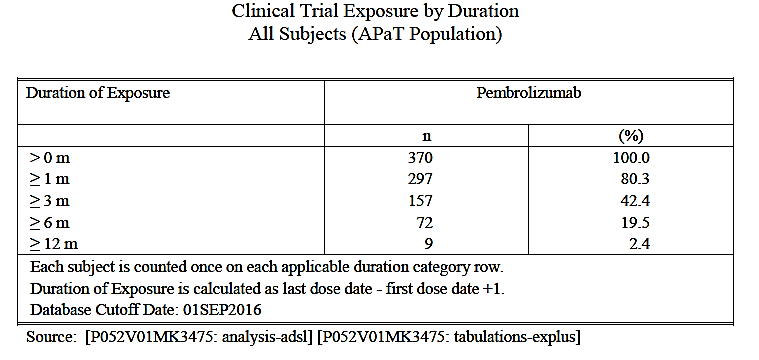 Clinical Trial Exposure by Duration
All Subjects (APaT Population)
Duration of Exposure Pembrolizumab
n (%)
> 0 m 370 100.0
≥ 1 m 297 80.3
≥ 3 m 157 42.4
≥ 6 m 72 19.5
≥ 12 m 9 2.4
Each subject is counted once on each applicable duration category row.
Duration of Exposure is calculated as last dose date - first dose date +1.
Database Cutoff Date: 01SEP2016
Source: [P052V01MK3475: analysis-adsl] [P052V01MK3475: tabulations-explus]